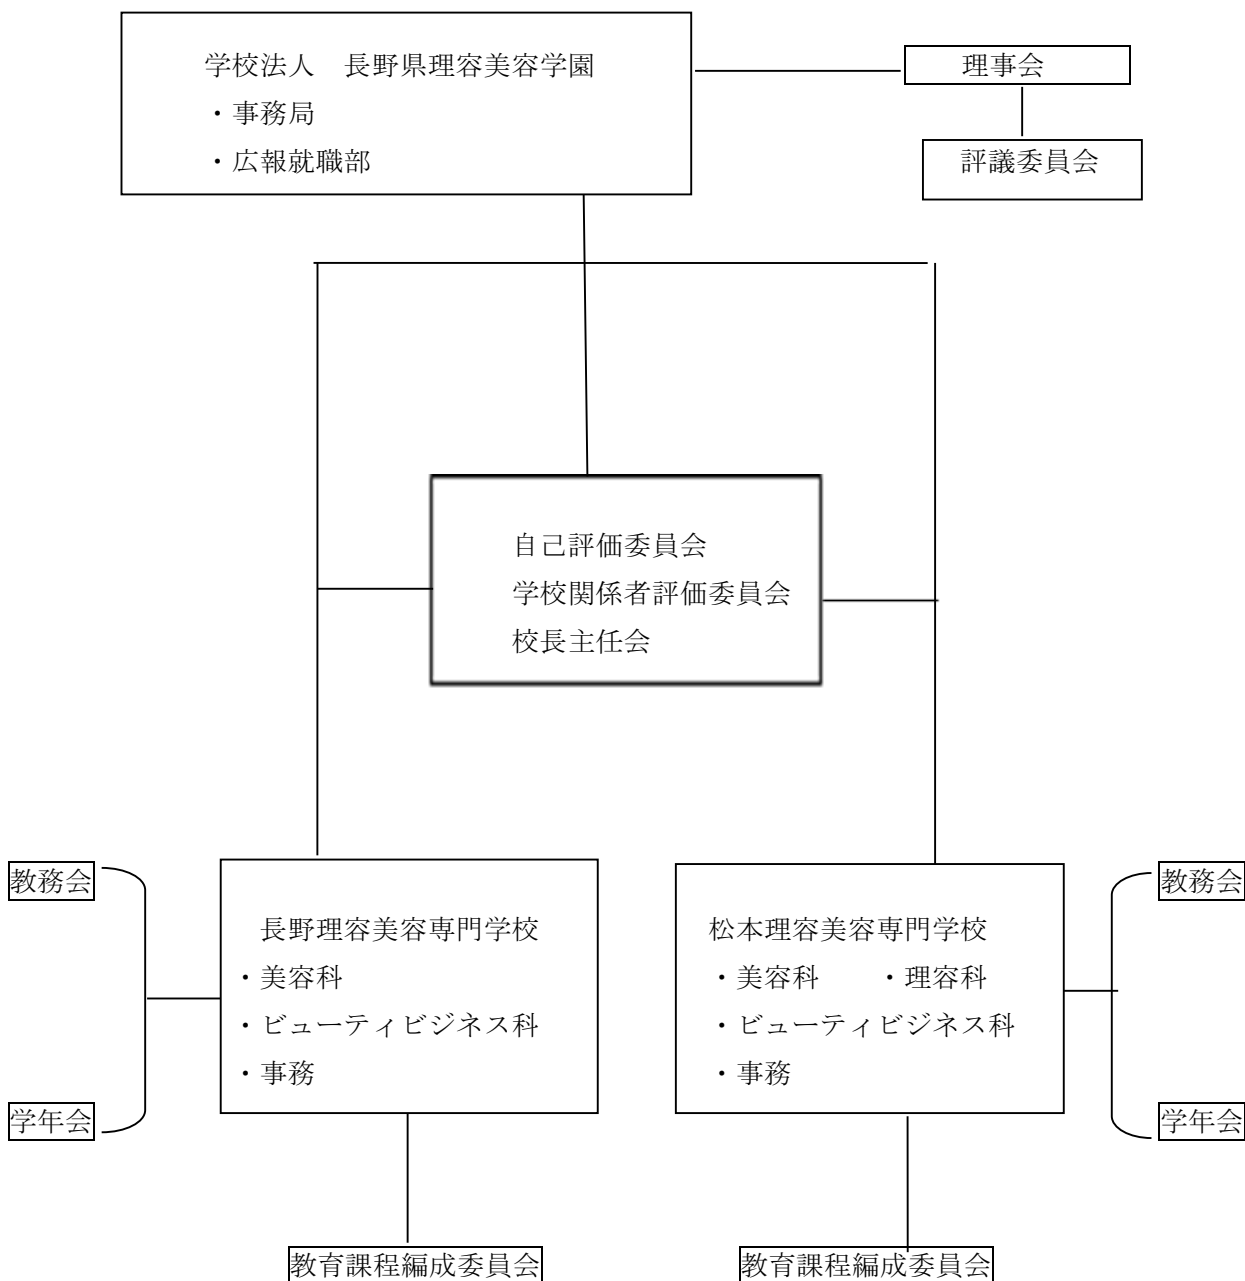 学校法人　長野県理容美容学園
・事務局
・広報就職部
理事会
評議委員会
自己評価委員会
学校関係者評価委員会
校長主任会
教務会
学年会
長野理容美容専門学校
・美容科
・ビューティビジネス科
・事務
松本理容美容専門学校
・美容科　　・理容科
・ビューティビジネス科
・事務
教務会
学年会
教育課程編成委員会
教育課程編成委員会